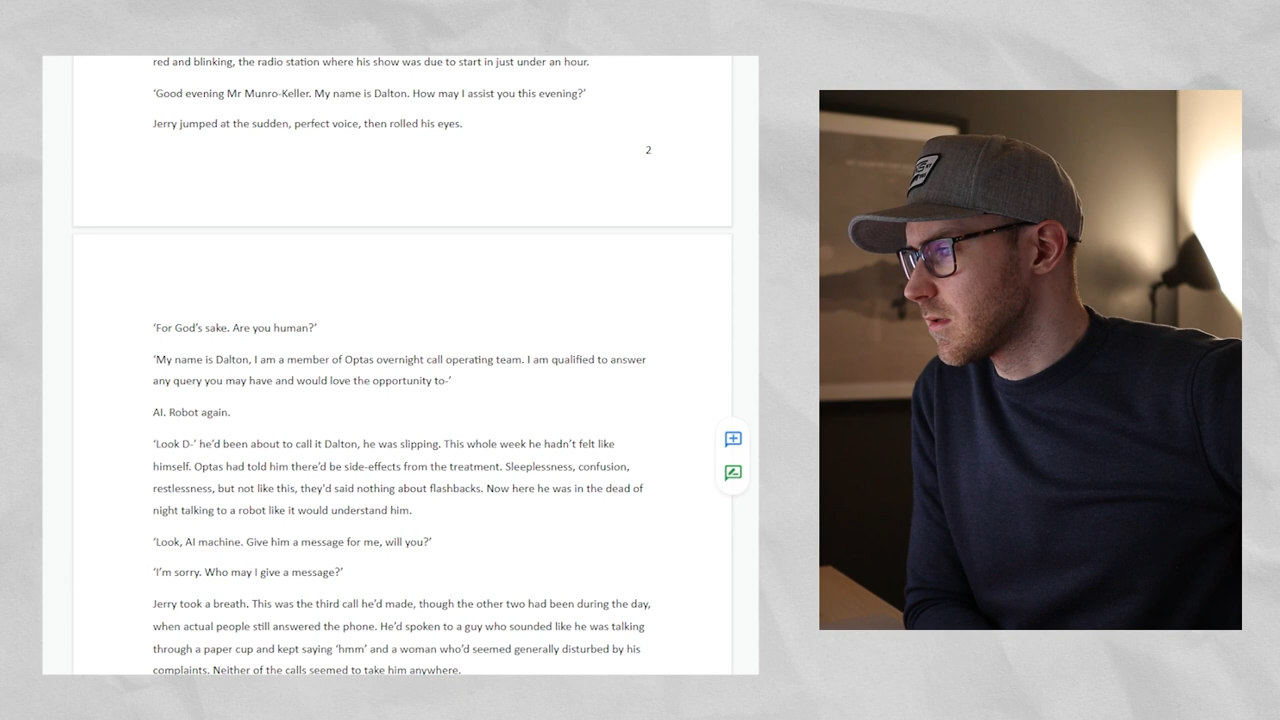 red and blinking, the radio station where his show was due to start in just under an hour.
‘Good evening Mr Munro-Keller. My name is Dalton. How may I assist you this evening?’
Jerry jumped at the sudden, perfect voice, then rolled his eyes.
2
‘For God’s sake. Are you human?’
‘My name is Dalton, I am a member of Optas overnight call operating team. I am qualified to answer
any query you may have and would love the opportunity to-’
AI. Robot again.
‘Look D-’ he’d been about to call it Dalton, he was slipping. This whole week he hadn’t felt like
himself. Optas had told him there’d be side-effects from the treatment. Sleeplessness, confusion,
restlessness, but not like this, they’d said nothing about flashbacks. Now here he was in the dead of
night talking to a robot like it would understand him.
‘Look, AI machine. Give him a message for me, will you?’
‘I’m sorry. Who may I give a message?’
Jerry took a breath. This was the third call he’d made, though the other two had been during the day,
when actual people still answered the phone. He’d spoken to a guy who sounded like he was talking
through a paper cup and kept saying ‘hmm’ and a woman who’d seemed generally disturbed by his
complaints. Neither of the calls seemed to take him anywhere.